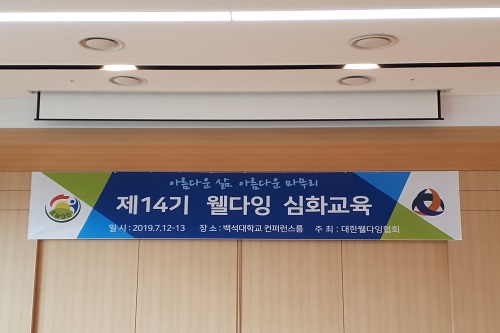 아름다운 삶 아름다운 마무리
제14기 웰다잉 심화교육
일 시 : 2019.7.12-13 장 소 : 백석대학교 컨퍼런스룸 주 최 : 대한웰다잉협회